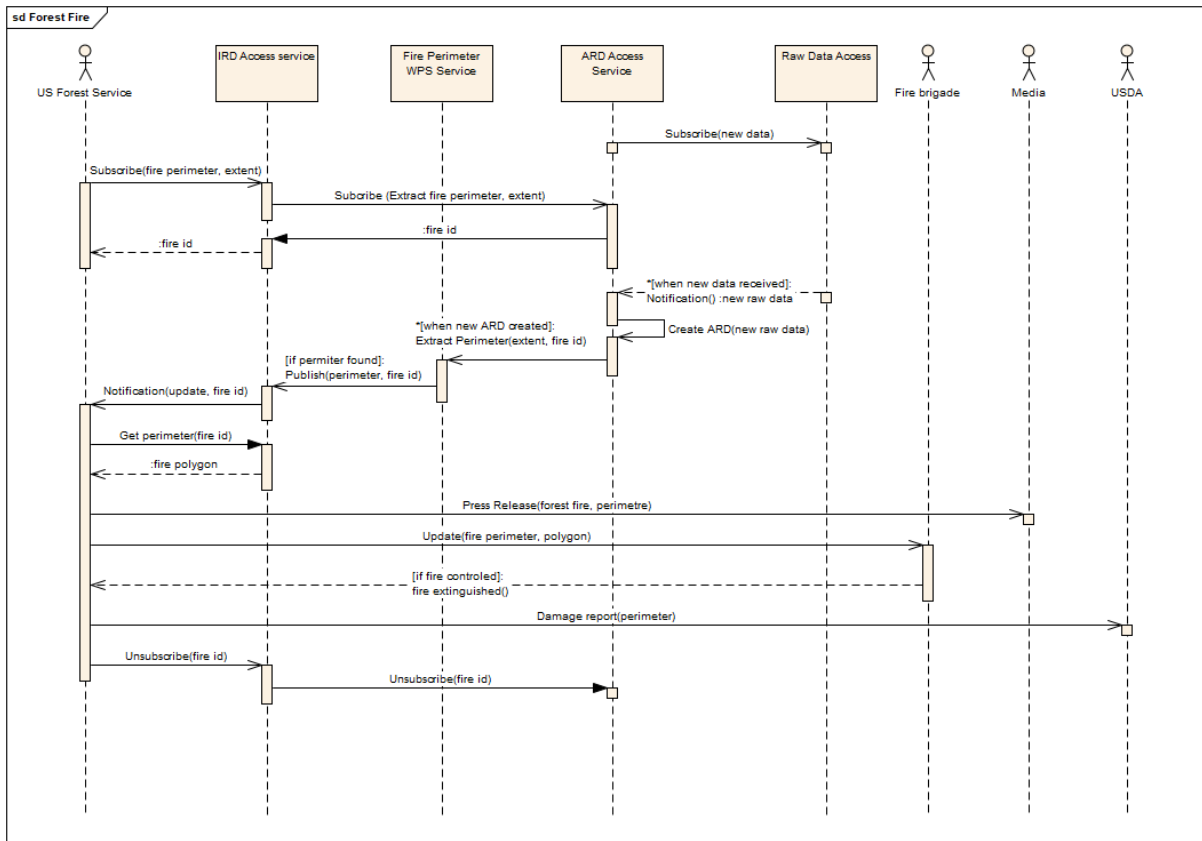 sd Forest Fire
US Forest Service
IRD Access service
Fire Perimeter
WPS Service
ARD Access
Service
Raw Data Access
Fire brigade
Media
USDA
Subscribe(new data)
Subscribe(fire perimeter, extent)
Subcribe (Extract fire perimeter, extent)
:fire id
:fire id
*[when new data received]:
Notification() :new raw data
Create ARD(new raw data)
*[when new ARD created]:
Extract Perimeter(extent, fire id)
[if permiter found]:
Publish(perimeter, fire id)
Notification(update, fire id)
Get perimeter(fire id)
:fire polygon
Press Release(forest fire, perimetre)
Update(fire perimeter, polygon)
[if fire controled]:
fire extinguished()
Damage report(perimeter)
Unsubscribe(fire id)
Unsubscribe(fire id)